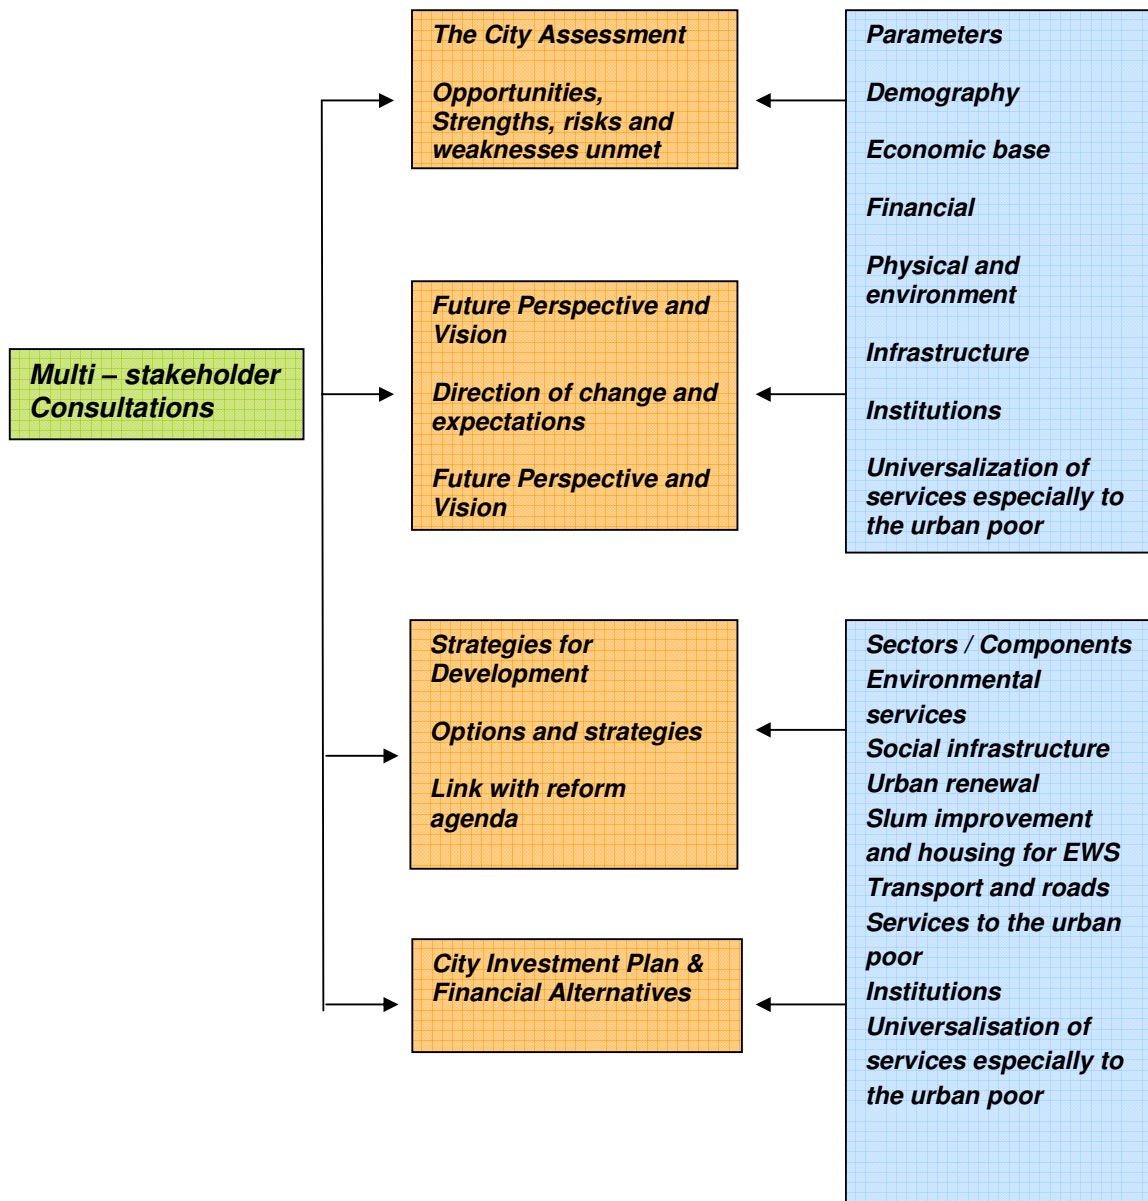 Multi – stakeholder
Consultations
The City Assessment
Opportunities,
Strengths, risks and
weaknesses unmet
Future Perspective and
Vision
Direction of change and
expectations
Future Perspective and
Vision
Strategies for
Development
Options and strategies
Link with reform
agenda
City Investment Plan &
Financial Alternatives
Parameters
Demography
Economic base
Financial
Physical and
environment
Infrastructure
Institutions
Universalization of
services especially to
the urban poor
Sectors / Components
Environmental
services
Social infrastructure
Urban renewal
Slum improvement
and housing for EWS
Transport and roads
Services to the urban
poor
Institutions
Universalisation of
services especially to
the urban poor